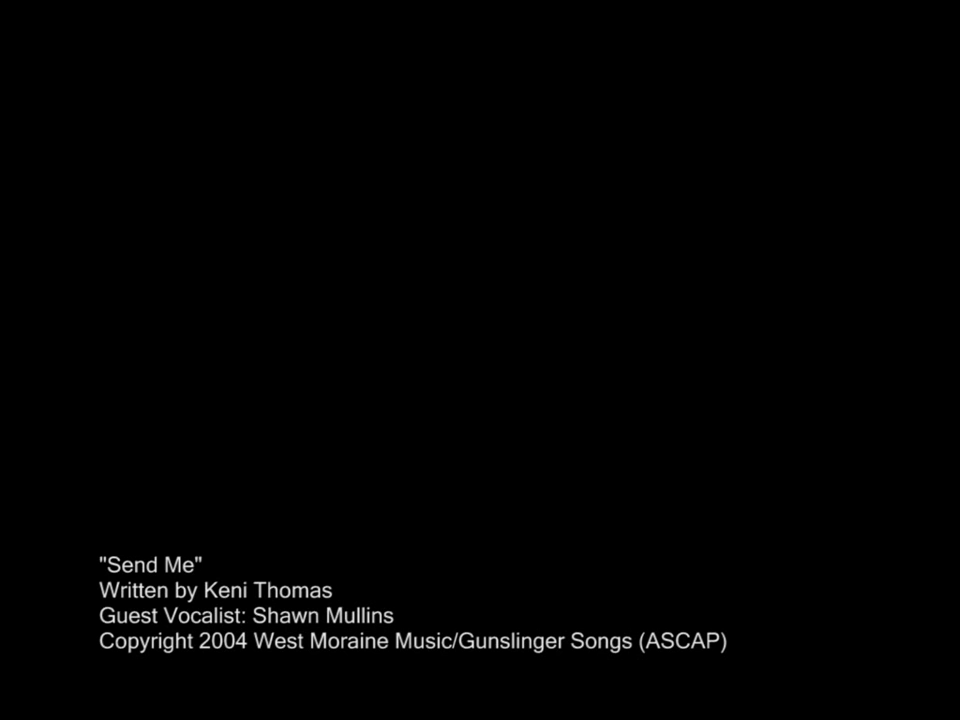 "Send Me"
Written by Keni Thomas
Guest Vocalist: Shawn Mullins
Copyright 2004 West Moraine Music/Gunslinger Songs (ASCAP)